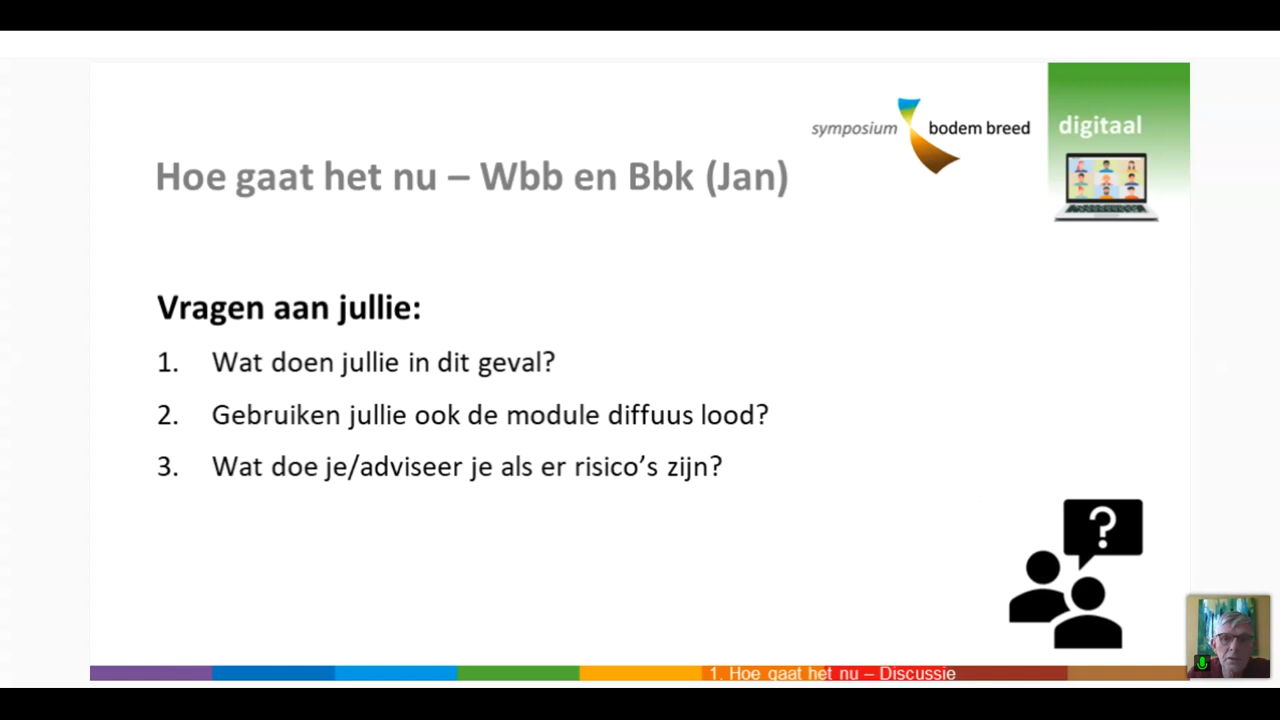 symposium bodem breed digitaal
Hoe gaat het nu – Wbb en Bbk (Jan)
Vragen aan jullie:
1. Wat doen jullie in dit geval?
2. Gebruiken jullie ook de module diffuus lood?
3. Wat doe je/adviseer je als er risico's zijn?
?
1. Hoe gaat het nu – Discussie